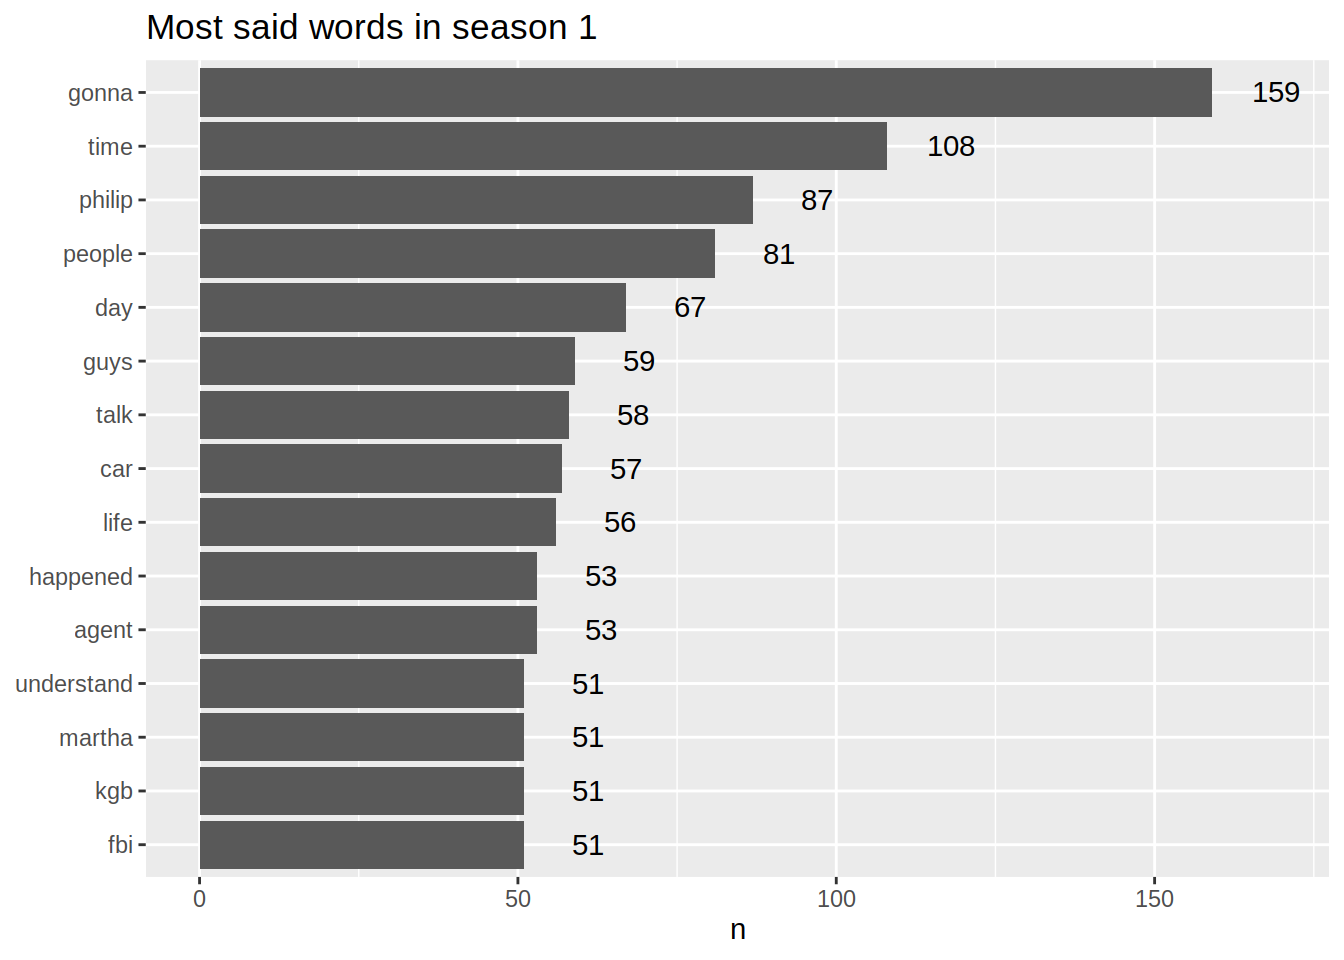 Most said words in season 1
gonna 159
time 108
philip 87
people 81
day 67
guys 59
talk 58
car 57
life 56
happened 53
agent 53
understand 51
martha 51
kgb 51
fbi 51
0 50 100 150
n